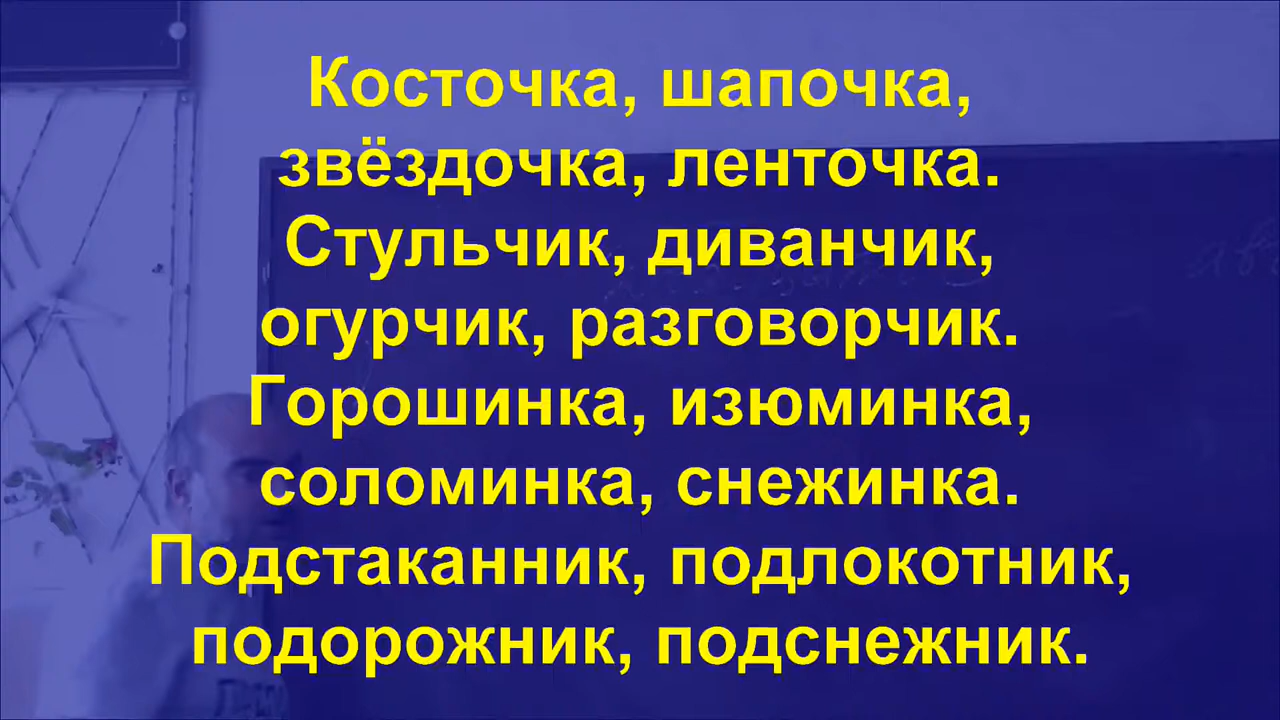 Косточка, шапочка,
звёздочка, ленточка.
Стульчик, диванчик,
огурчик, разговорчик.
Горошинка, изюминка,
соломинка, снежинка.
Подстаканник, подлокотник,
подорожник, подснежник.